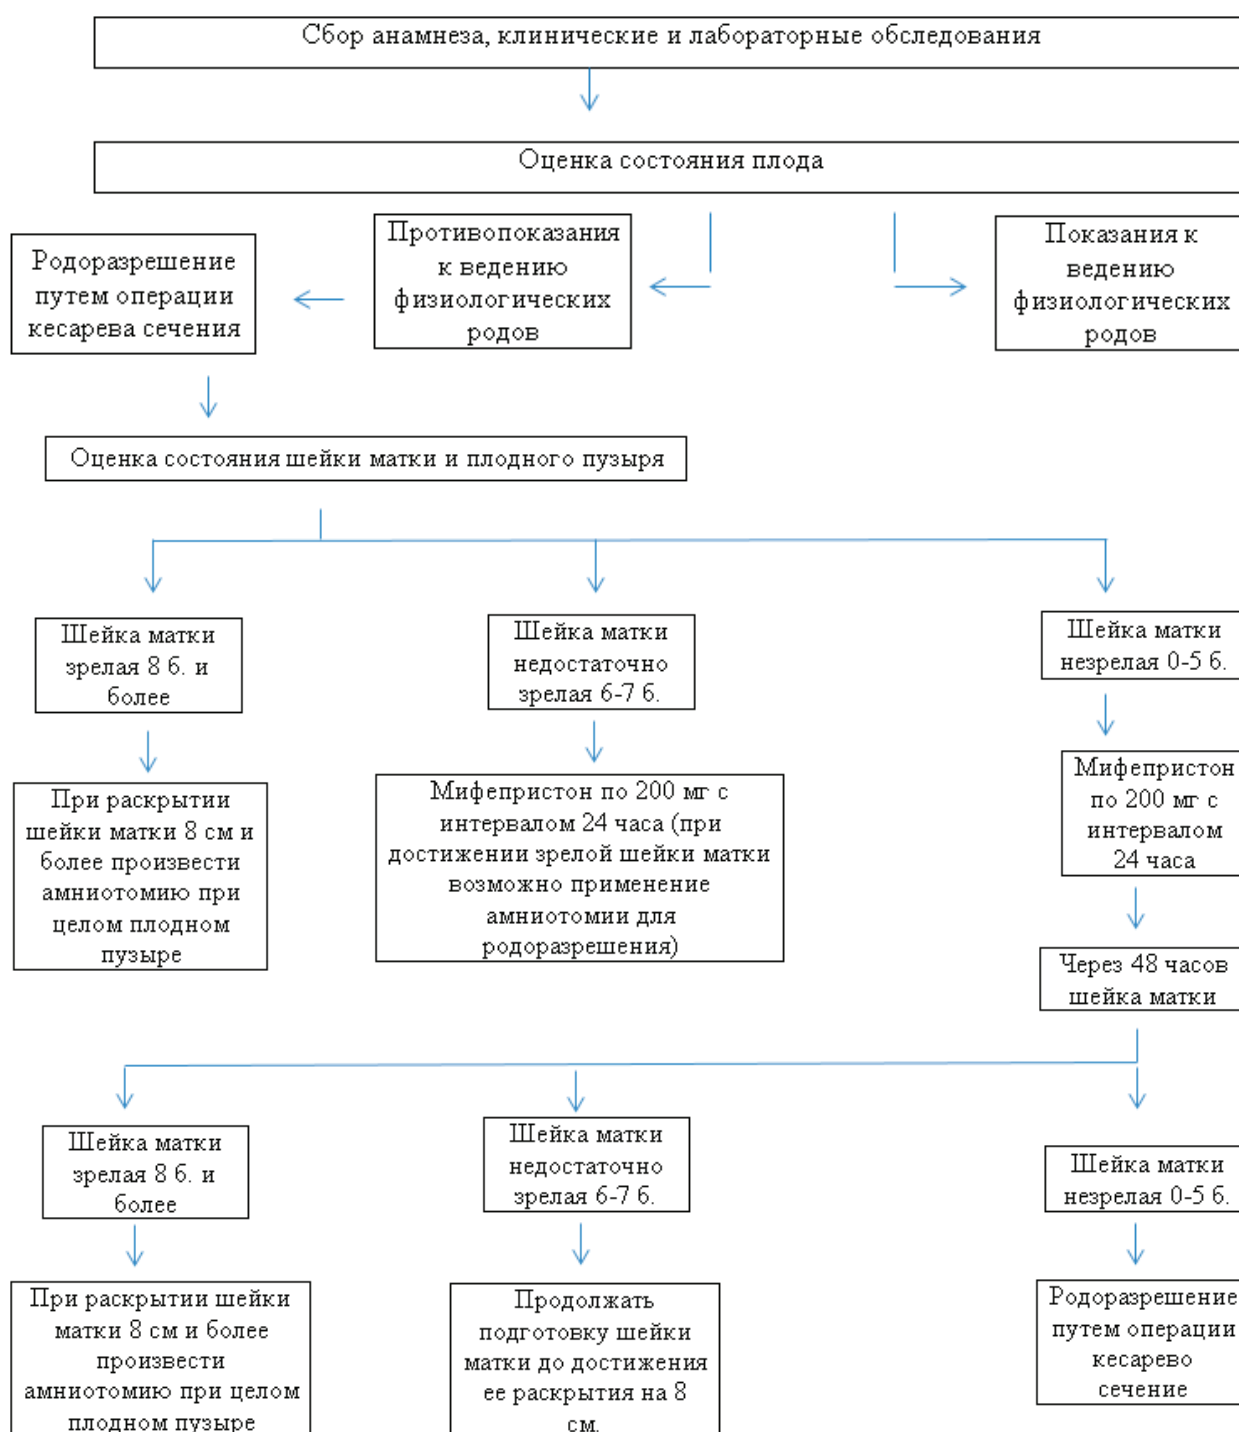 Сбор анамнеза, клинические и лабораторные обследования
Оценка состояния плода
Родоразрешение
путем операции
кесарева сечения
Противопоказания
к ведению
физиологических
родов
Показания к
ведению
физиологических
родов
Оценка состояния шейки матки и плодного пузыря
Шейка матки
зрелая 8 б. и
более
Шейка матки
недостаточно
зрелая 6-7 б.
Шейка матки
незрелая 0-5 б.
При раскрытии
шейки матки 8 см и
более произвести
амниотомию при
целом плодном
пузыре
Мифепристон по 200 мг с
интервалом 24 часа (при
достижении зрелой шейки матки
возможно применение
амниотомии для
родоразрешения)
Мифепристон
по 200 мг с
интервалом
24 часа
Через 48 часов
шейка матки
Шейка матки
зрелая 8 б. и
более
Шейка матки
недостаточно
зрелая 6-7 б.
Шейка матки
незрелая 0-5 б.
При раскрытии шейки
матки 8 см и более
произвести
амниотомию при целом
плодном пузыре
Продолжать
подготовку шейки
матки до достижения
ее раскрытия на 8
см.
Родоразрешение
путем операции
кесарево
сечение